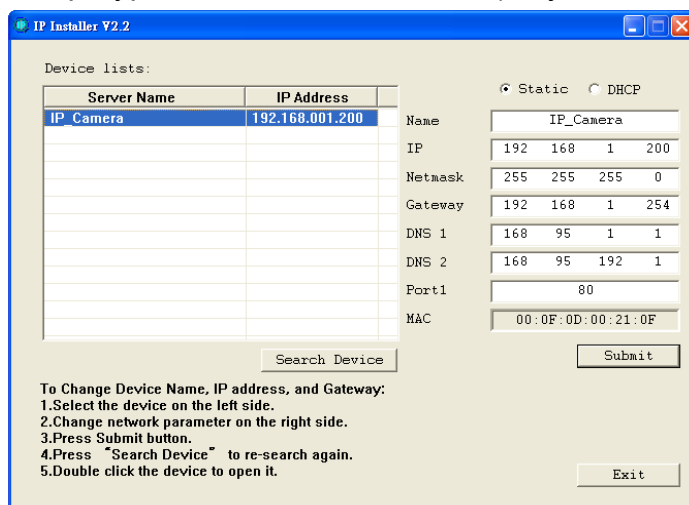 IP Installer V2.2
Device lists:
Server Name IP Address
IP_Camera 192.168.001.200
Static DHCP
Name IP_Camera
IP 192 168 1 200
Netmask 255 255 255 0
Gateway 192 168 1 254
DNS 1 168 95 1 1
DNS 2 168 95 192 1
Port1 80
MAC 00:0F:0D:00:21:0F
Search Device
Submit
To Change Device Name, IP address, and Gateway:
1.Select the device on the left side.
2.Change network parameter on the right side.
3.Press Submit button.
4.Press “Search Device” to re-search again.
5.Double click the device to open it.
Exit